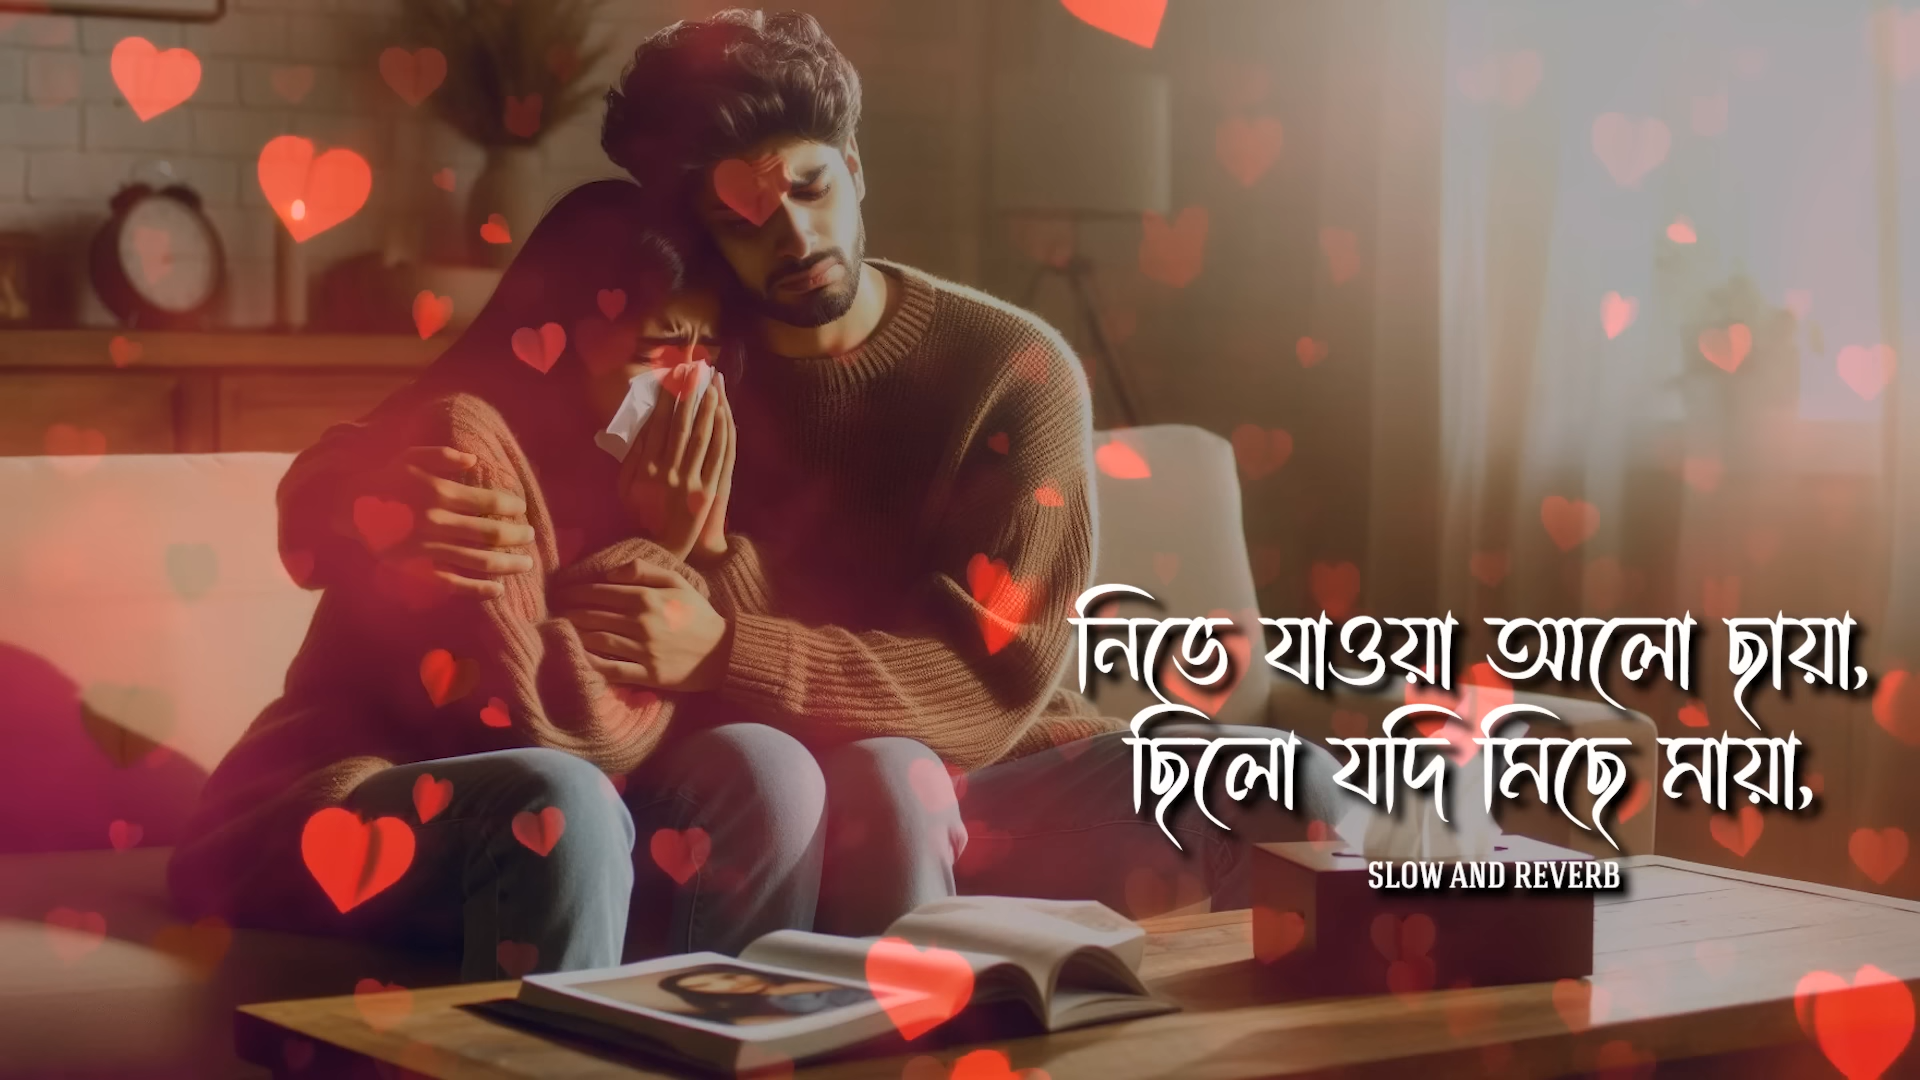 নিভে যাওয়া আলো ছায়া,
ছিলো যদি মিছে মায়া,
SLOW AND REVERB